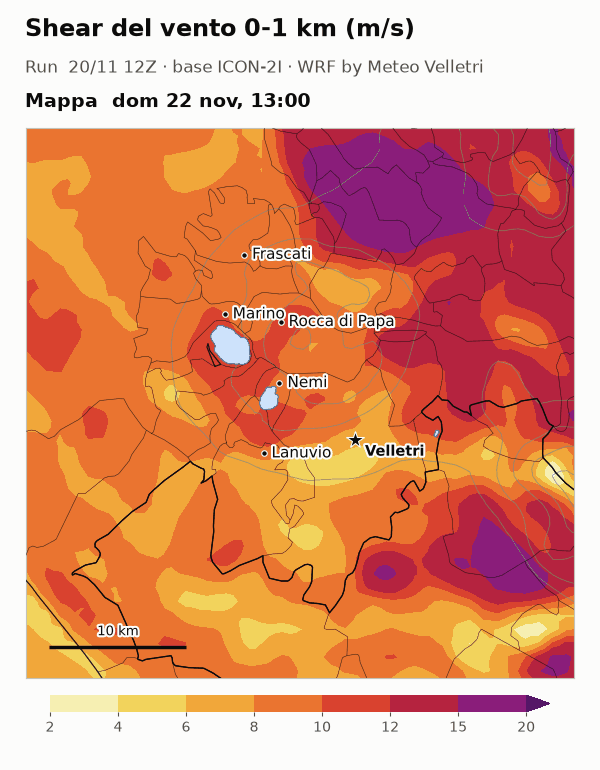 Shear del vento 0-1 km (m/s)
Run  20/11 12Z · base ICON-2I · WRF by Meteo Velletri
Mappa  dom 22 nov, 13:00
Frascati
Marino
Rocca di Papa
Nemi
Velletri
Lanuvio
10 km
2 4 6 8 10 12 15 20